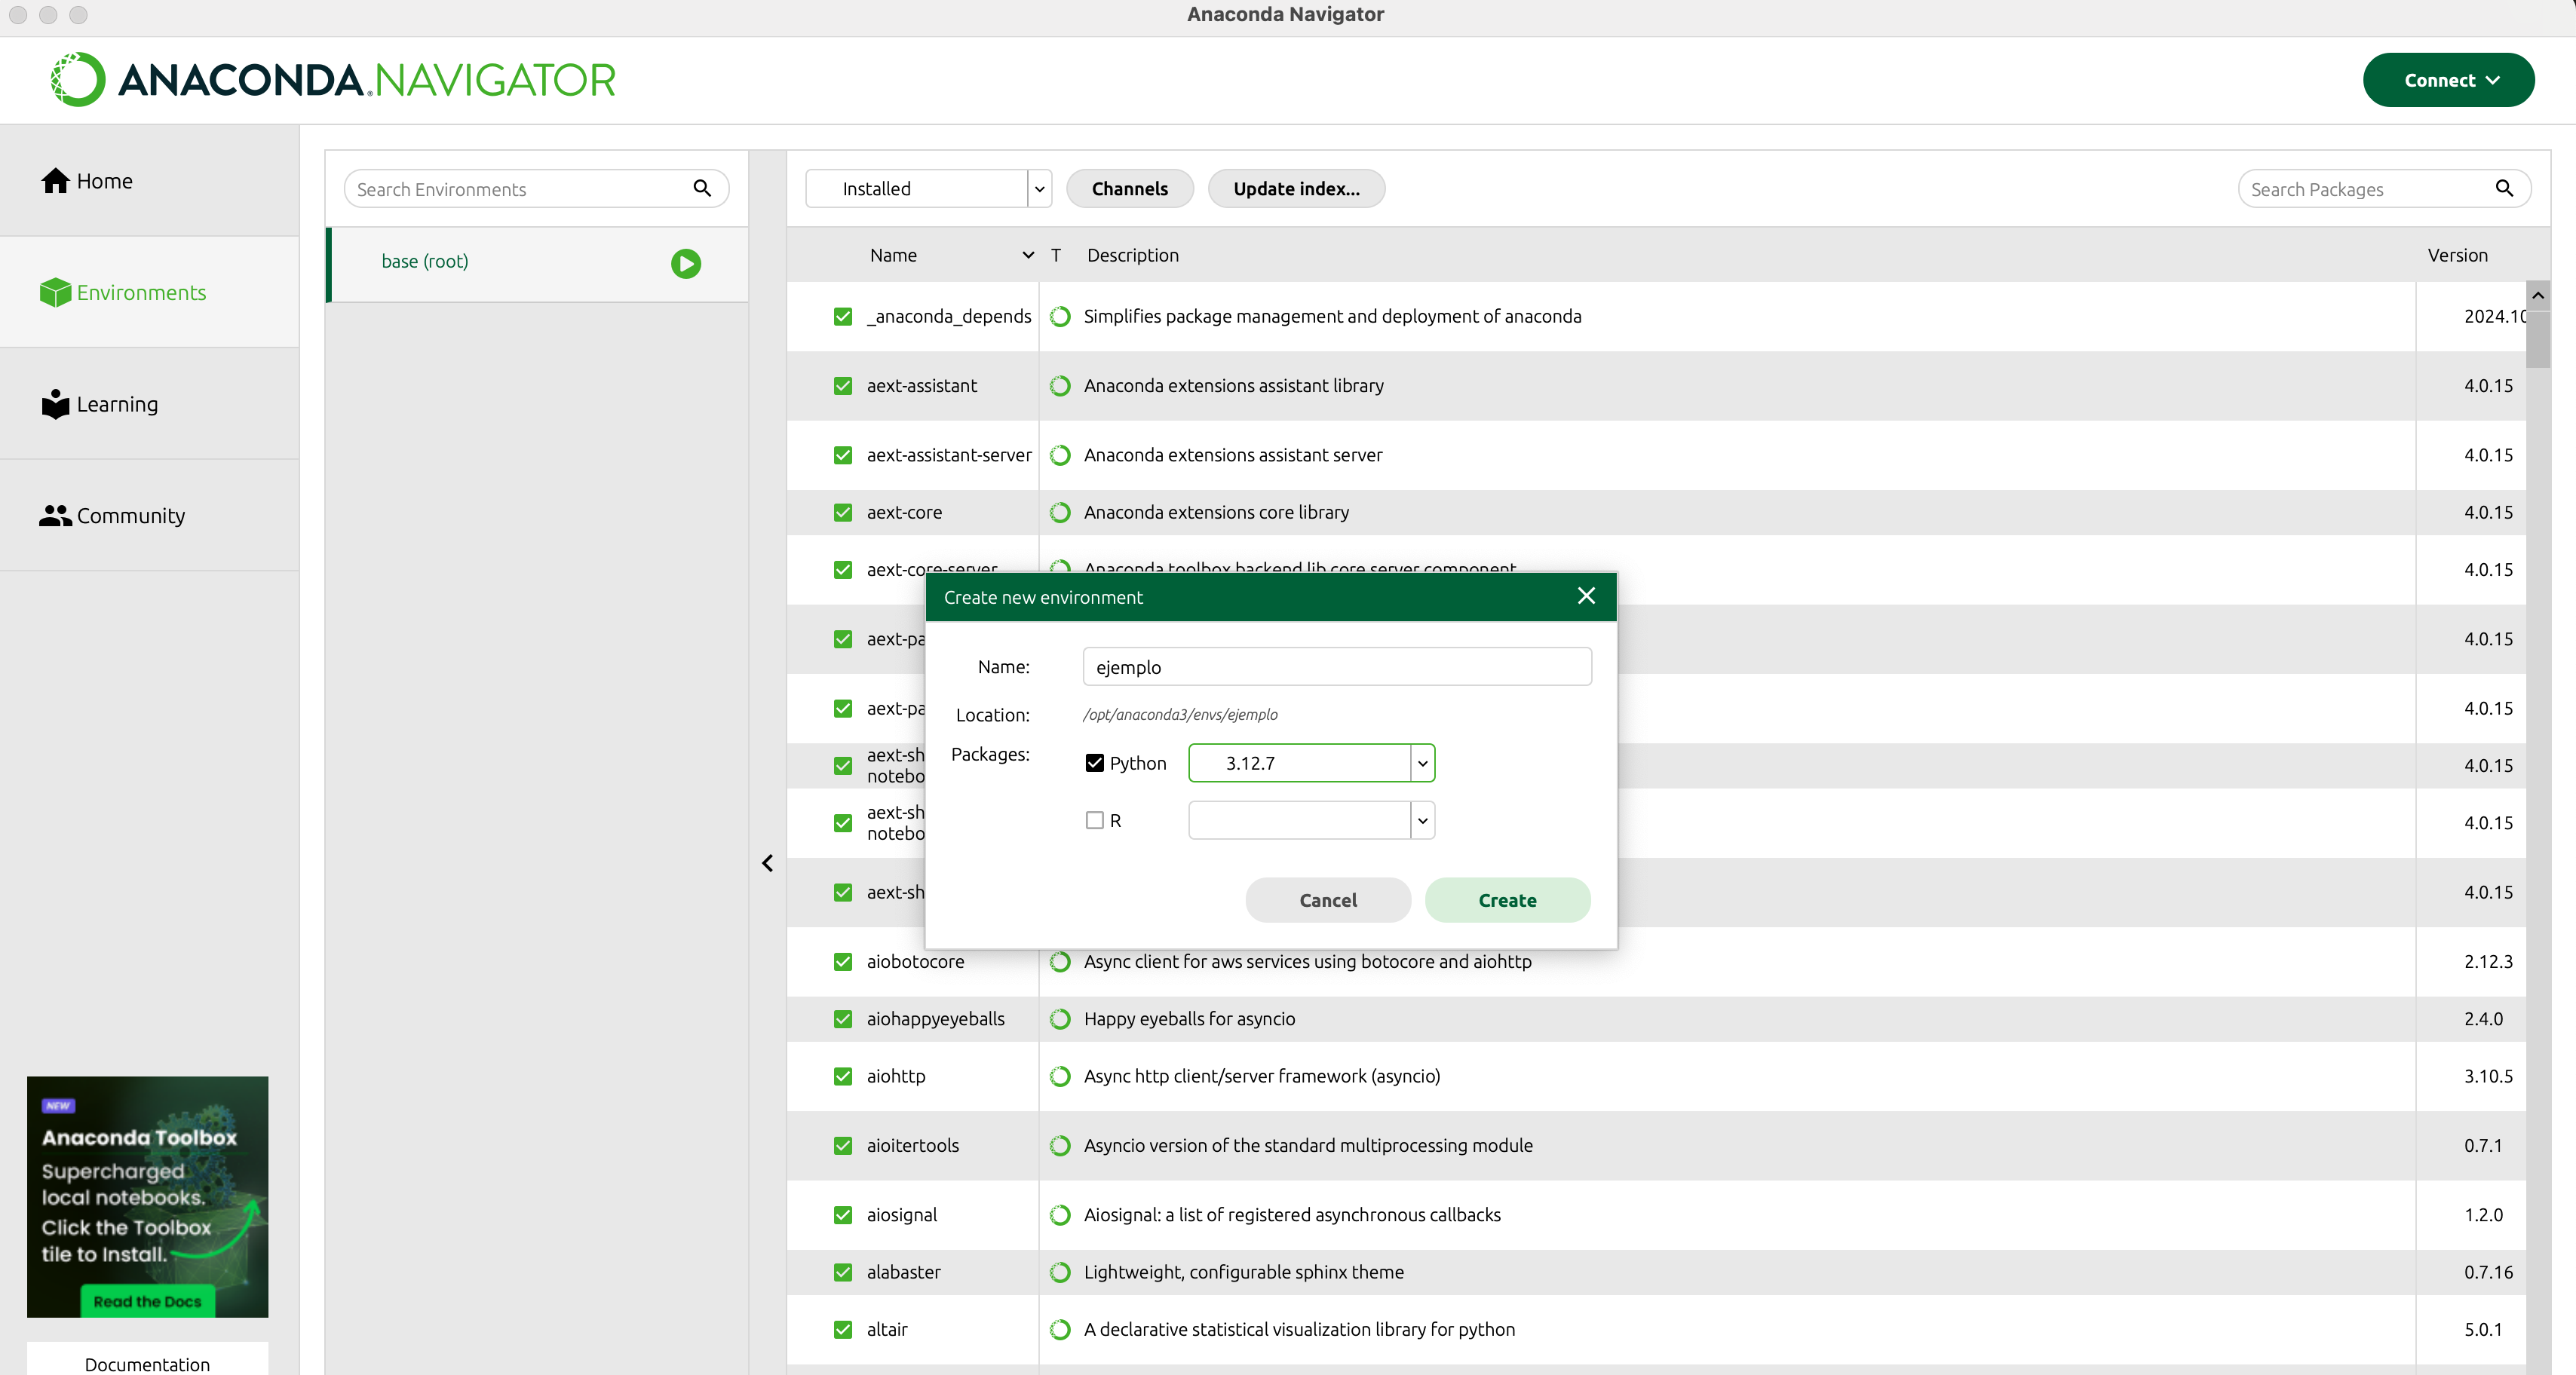 Anaconda Navigator
ANACONDA.NAVIGATOR
Connect
Home
Environments
Learning
Community
NEW
Anaconda Toolbox
Supercharged
local notebooks.
Click the Toolbox
tile to Install.
Read the Docs
Documentation
Search Environments
base (root)
Installed
Channels
Update index...
Search Packages
Name T Description Version
_anaconda_depends Simplifies package management and deployment of anaconda 2024.10
aext-assistant Anaconda extensions assistant library 4.0.15
aext-assistant-server Anaconda extensions assistant server 4.0.15
aext-core Anaconda extensions core library 4.0.15
aext-core-server Anaconda toolbox backend lib core server component 4.0.15
aext-pa 4.0.15
aext-pa 4.0.15
aext-sh
notebo 4.0.15
aext-sh
notebo 4.0.15
aext-sh 4.0.15
aiobotocore Async client for aws services using botocore and aiohttp 2.12.3
aiohappyeyeballs Happy eyeballs for asyncio 2.4.0
aiohttp Async http client/server framework (asyncio) 3.10.5
aioitertools Asyncio version of the standard multiprocessing module 0.7.1
aiosignal Aiosignal: a list of registered asynchronous callbacks 1.2.0
alabaster Lightweight, configurable sphinx theme 0.7.16
altair A declarative statistical visualization library for python 5.0.1
Create new environment
Name: ejemplo
Location: /opt/anaconda3/envs/ejemplo
Packages: Python 3.12.7
R
Cancel Create